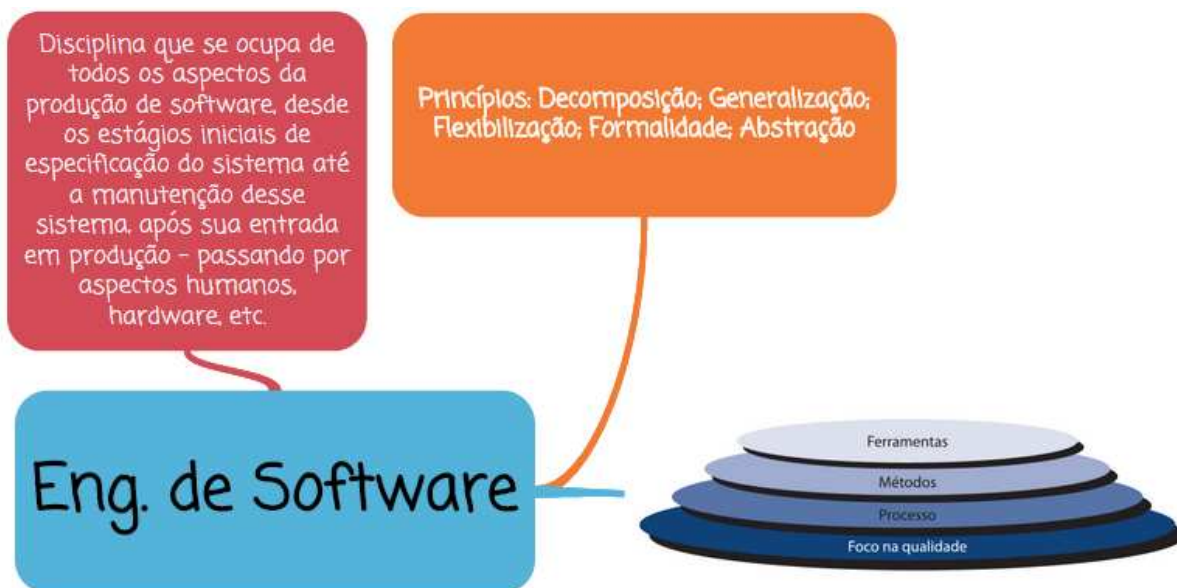 Disciplina que se ocupa de
todos os aspectos da
produção de software, desde
os estágios iniciais de
especificação do sistema até
a manutenção desse
sistema, após sua entrada
em produção - passando por
aspectos humanos,
hardware, etc.
Princípios: Decomposição; Generalização;
Flexibilização; Formalidade; Abstração
Eng. de Software
Ferramentas
Métodos
Processo
Foco na qualidade